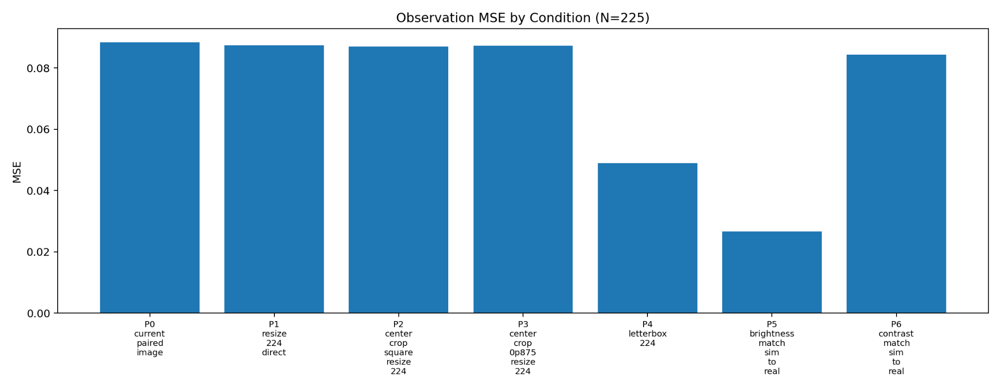 Observation MSE by Condition (N=225)
MSE
0.08
0.06
0.04
0.02
0.00
P0
current
paired
image
P1
resize
224
direct
P2
center
crop
square
resize
224
P3
center
crop
0p875
resize
224
P4
letterbox
224
P5
brightness
match
sim
to
real
P6
contrast
match
sim
to
real